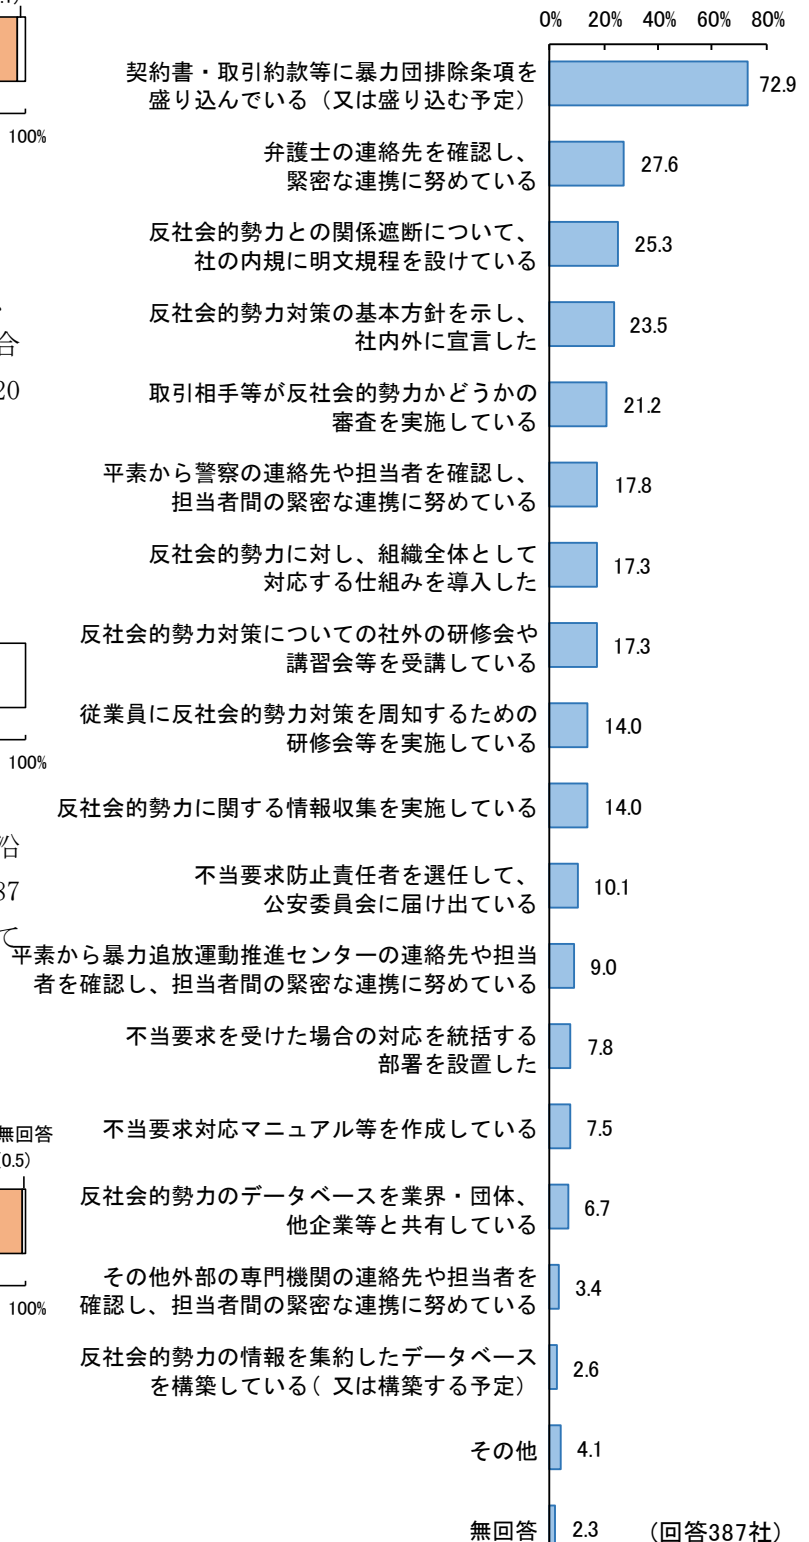 0% 20% 40% 60% 80%
契約書・取引約款等に暴力団排除条項を
盛り込んでいる（又は盛り込む予定）
72.9
弁護士の連絡先を確認し、
緊密な連携に努めている
27.6
反社会的勢力との関係遮断について、
社の内規に明文規程を設けている
25.3
反社会的勢力対策の基本方針を示し、
社内外に宣言した
23.5
取引相手等が反社会的勢力かどうかの
審査を実施している
21.2
平素から警察の連絡先や担当者を確認し、
担当者間の緊密な連携に努めている
17.8
反社会的勢力に対し、組織全体として
対応する仕組みを導入した
17.3
反社会的勢力対策についての社外の研修会や
講習会等を受講している
17.3
従業員に反社会的勢力対策を周知するための
研修会等を実施している
14.0
反社会的勢力に関する情報収集を実施している
14.0
不当要求防止責任者を選任して、
公安委員会に届け出ている
10.1
平素から暴力追放運動推進センターの連絡先や担当
者を確認し、担当者間の緊密な連携に努めている
9.0
不当要求を受けた場合の対応を統括する
部署を設置した
7.8
不当要求対応マニュアル等を作成している
7.5
反社会的勢力のデータベースを業界・団体、
他企業等と共有している
6.7
その他外部の専門機関の連絡先や担当者を
確認し、担当者間の緊密な連携に努めている
3.4
反社会的勢力の情報を集約したデータベース
を構築している( 又は構築する予定）
2.6
その他
4.1
無回答
2.3
（回答387社）
100%
合
20
100%
沿
87
て
無回答
0.5)
100%